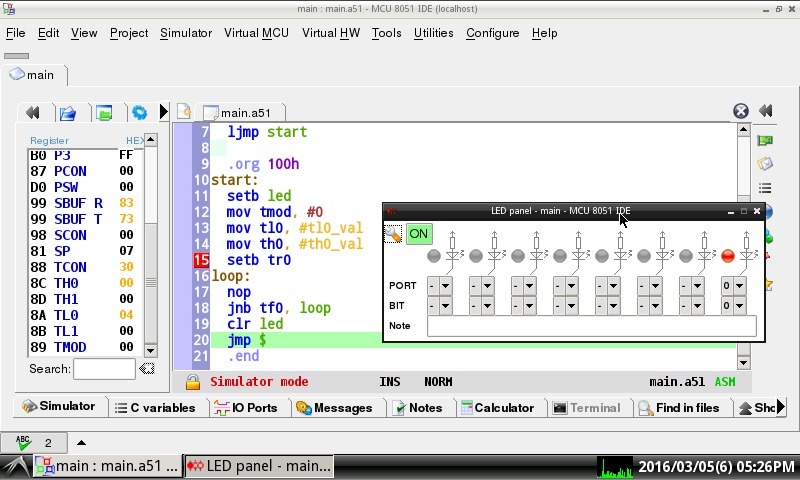 main : main.a51 - MCU 8051 IDE (localhost)
File Edit View Project Simulator Virtual MCU Virtual HW Tools Utilities Configure Help
main
main.a51
Register HEX
B0 P3 FF
87 PCON 00
D0 PSW 00
99 SBUF R 83
99 SBUF T 73
98 SCON 00
81 SP 07
88 TCON 30
8C TH0 00
8D TH1 00
8A TL0 04
8B TL1 00
89 TMOD 00
Search:
7 ljmp start
8
9 .org 100h
10 start:
11 setb led
12 mov tmod, #0
13 mov tl0, #tl0_val
14 mov th0, #th0_val
15 setb tr0
16 loop:
17 nop
18 jnb tf0, loop
19 clr led
20 jmp $
21 .end
LED panel - main - MCU 8051 IDE
ON
PORT - - - - - - - 0
BIT - - - - - - - 0
Note
Simulator mode INS NORM main.a51 ASM
Simulator C variables IO Ports Messages Notes Calculator Terminal Find in files Sho
ABC 2
main : main.a51 ... LED panel - main... 2016/03/05(6) 05:26PM